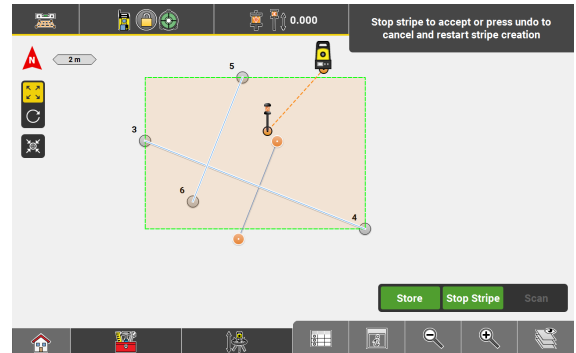 0.000
Stop stripe to accept or press undo to
cancel and restart stripe creation
N
2 m
5
3
6
4
Store
Stop Stripe
Scan